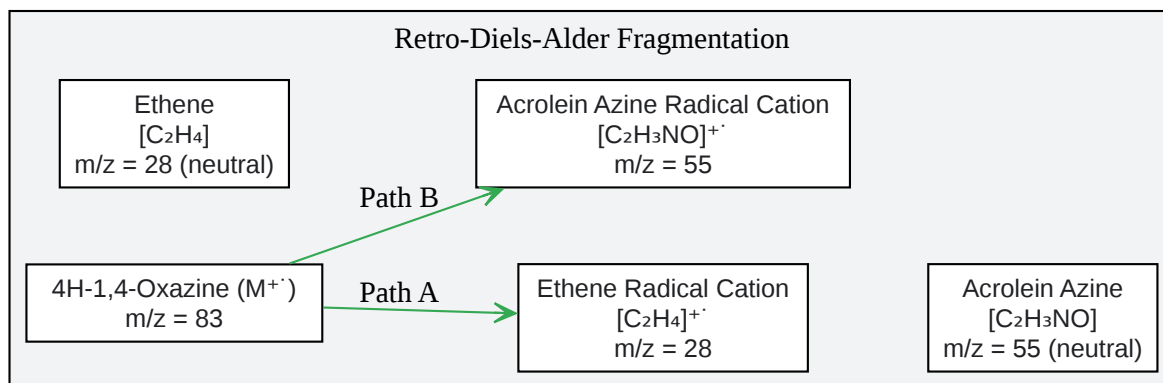 Retro-Diels-Alder Fragmentation
Ethene
[C₂H₄]
m/z = 28 (neutral)
Acrolein Azine Radical Cation
[C₂H₃NO]⁺˙
m/z = 55
Path B
4H-1,4-Oxazine (M⁺˙)
m/z = 83
Path A
Ethene Radical Cation
[C₂H₄]⁺˙
m/z = 28
Acrolein Azine
[C₂H₃NO]
m/z = 55 (neutral)